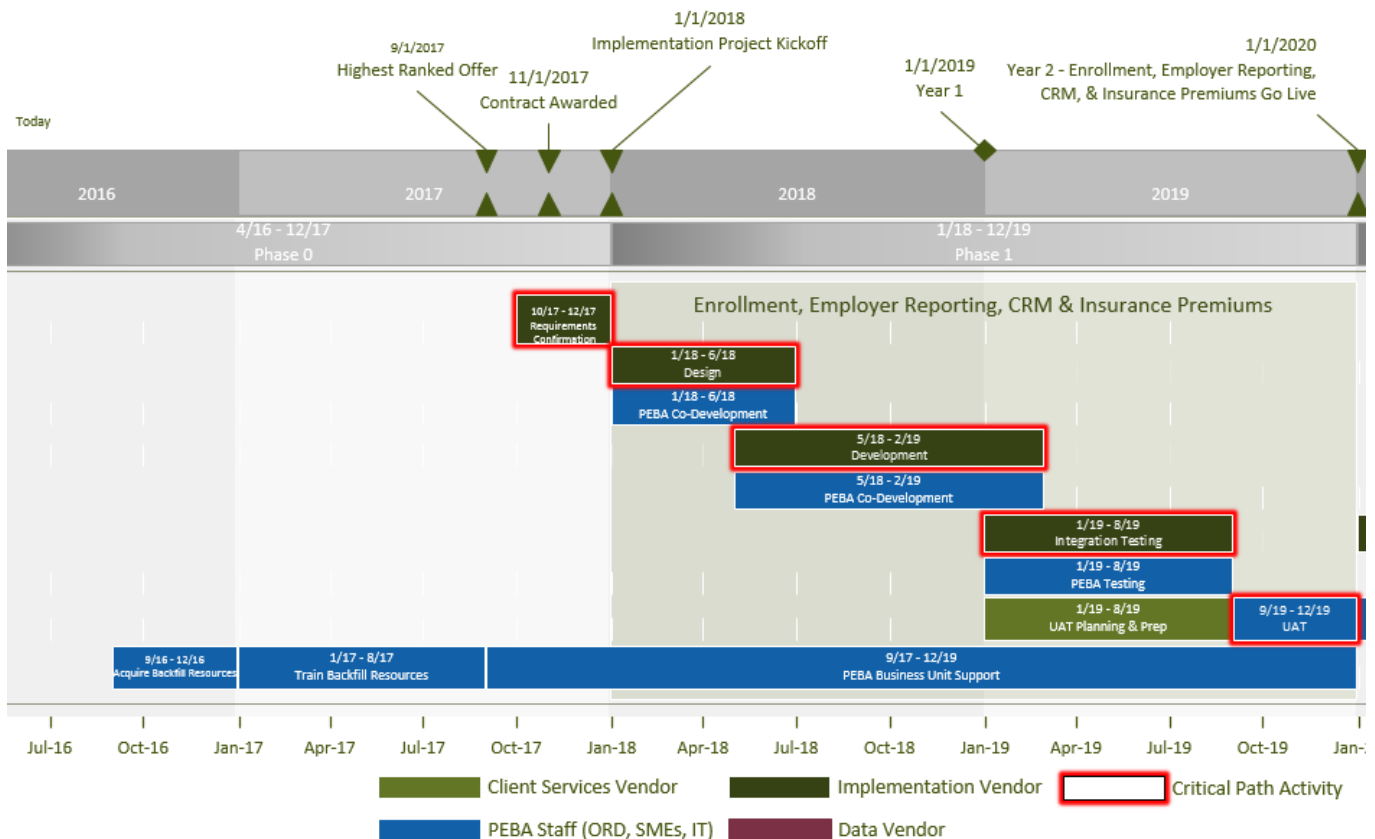 1/1/2018
Implementation Project Kickoff
9/1/2017
Highest Ranked Offer
11/1/2017
Contract Awarded
1/1/2019
Year 1
1/1/2020
Year 2 - Enrollment, Employer Reporting,
CRM, & Insurance Premiums Go Live
Today
2016
2017
2018
2019
4/16 - 12/17
Phase 0
1/18 - 12/19
Phase 1
Enrollment, Employer Reporting, CRM & Insurance Premiums
10/17 - 12/17
Requirements
Confirmation
1/18 - 6/18
Design
1/18 - 6/18
PEBA Co-Development
5/18 - 2/19
Development
5/18 - 2/19
PEBA Co-Development
1/19 - 8/19
Integration Testing
1/19 - 8/19
PEBA Testing
1/19 - 8/19
UAT Planning & Prep
9/19 - 12/19
UAT
9/16 - 12/16
Acquire Backfill Resources
1/17 - 8/17
Train Backfill Resources
9/17 - 12/19
PEBA Business Unit Support
Jul-16
Oct-16
Jan-17
Apr-17
Jul-17
Oct-17
Jan-18
Apr-18
Jul-18
Oct-18
Jan-19
Apr-19
Jul-19
Oct-19
Client Services Vendor
Implementation Vendor
Critical Path Activity
PEBA Staff (ORD, SMEs, IT)
Data Vendor